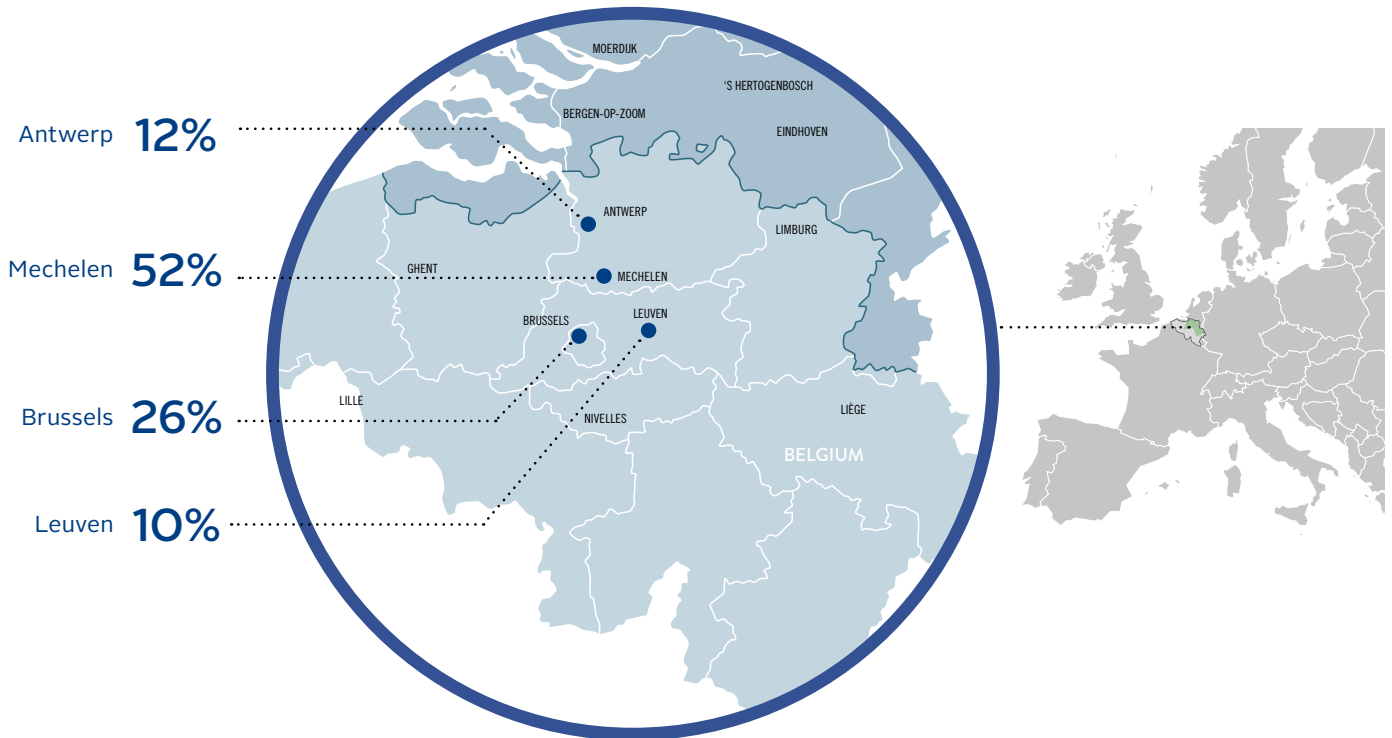 Antwerp 12%
Mechelen 52%
Brussels 26%
Leuven 10%
MOERDIJK
'S HERTOGENBOSCH
BERGEN-OP-ZOOM
EINDHOVEN
ANTWERP
LIMBURG
GHENT
MECHELEN
BRUSSELS
LEUVEN
LILLE
NIVELLES
LIÈGE
BELGIUM